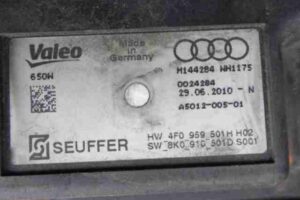 Valeo
Made in
Germany
650W
M144284 WH1175
0024284
29.06.2010 - N
A5012-005-01
SEUFFER
HW 4F0 959 501H H02
SW 8K0 910 501D S001